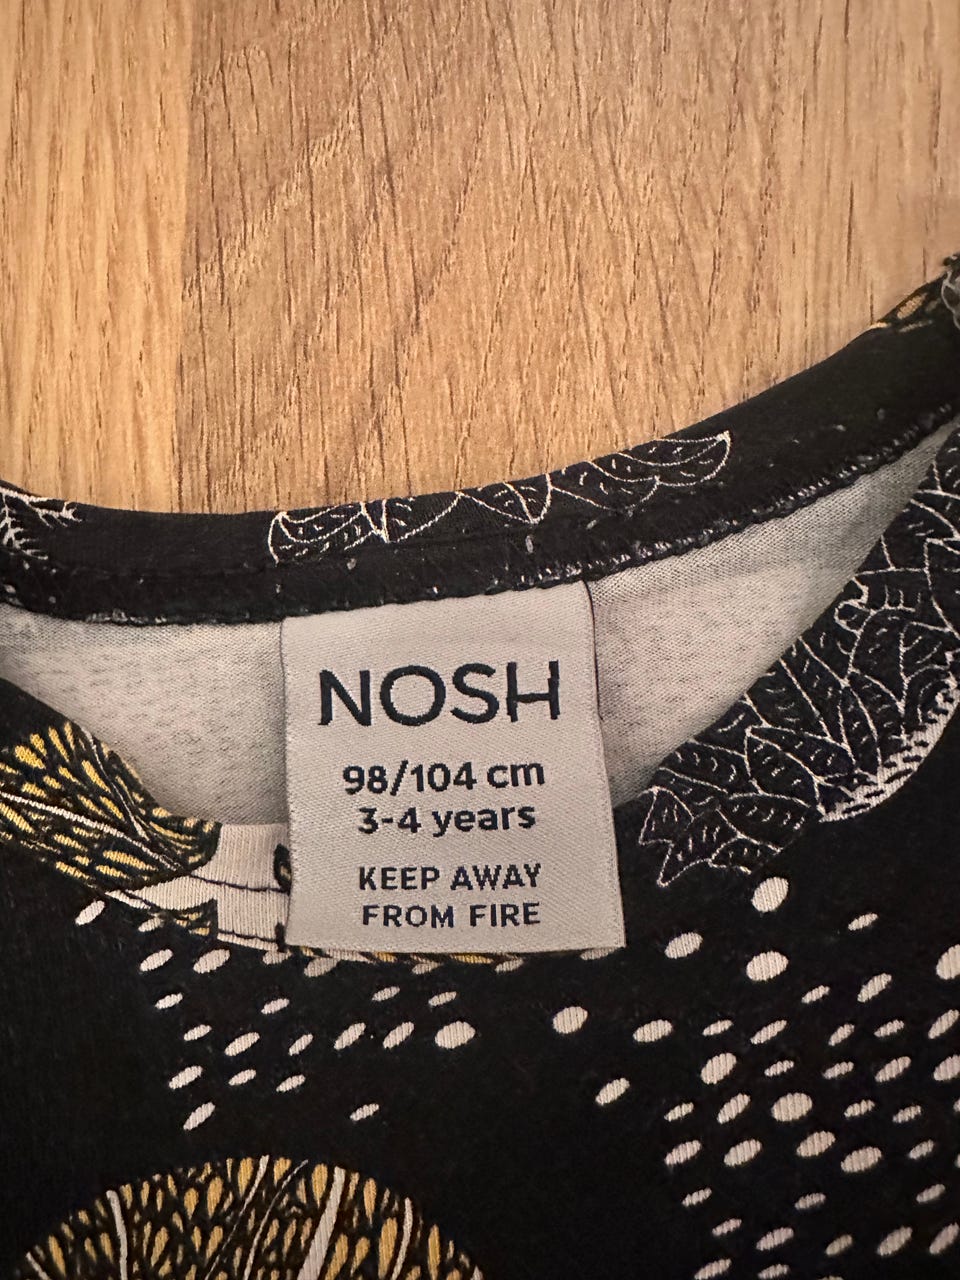 NOSH
98/104 cm
3-4 years
KEEP AWAY
FROM FIRE